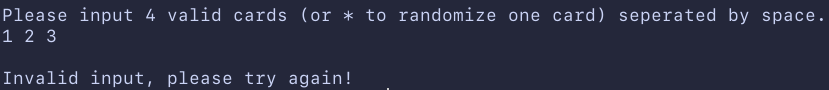 Please input 4 valid cards (or * to randomize one card) seperated by space.
1 2 3
Invalid input, please try again!